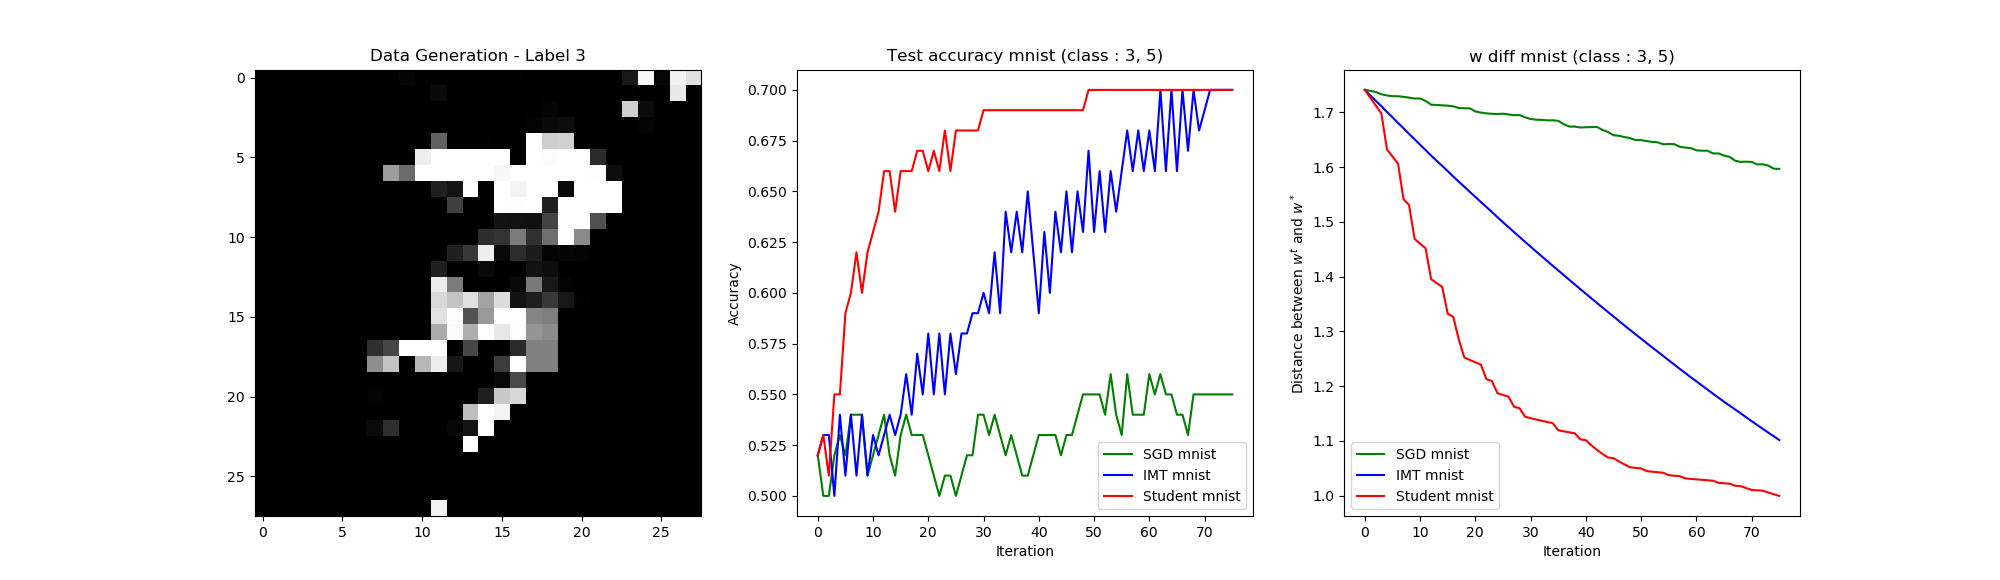 Data Generation - Label 3
0
5
10
15
20
25
0 5 10 15 20 25
Test accuracy mnist (class : 3, 5)
Accuracy
0.700
0.675
0.650
0.625
0.600
0.575
0.550
0.525
0.500
SGD mnist
IMT mnist
Student mnist
0 10 20 30 40 50 60 70
Iteration
w diff mnist (class : 3, 5)
Distance between w^t and w^*
1.7
1.6
1.5
1.4
1.3
1.2
1.1
1.0
SGD mnist
IMT mnist
Student mnist
0 10 20 30 40 50 60 70
Iteration